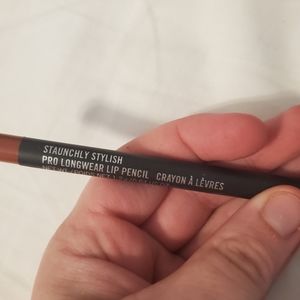 STAUNCHLY STYLISH
PRO LONGWEAR LIP PENCIL CRAYON À LÈVRES